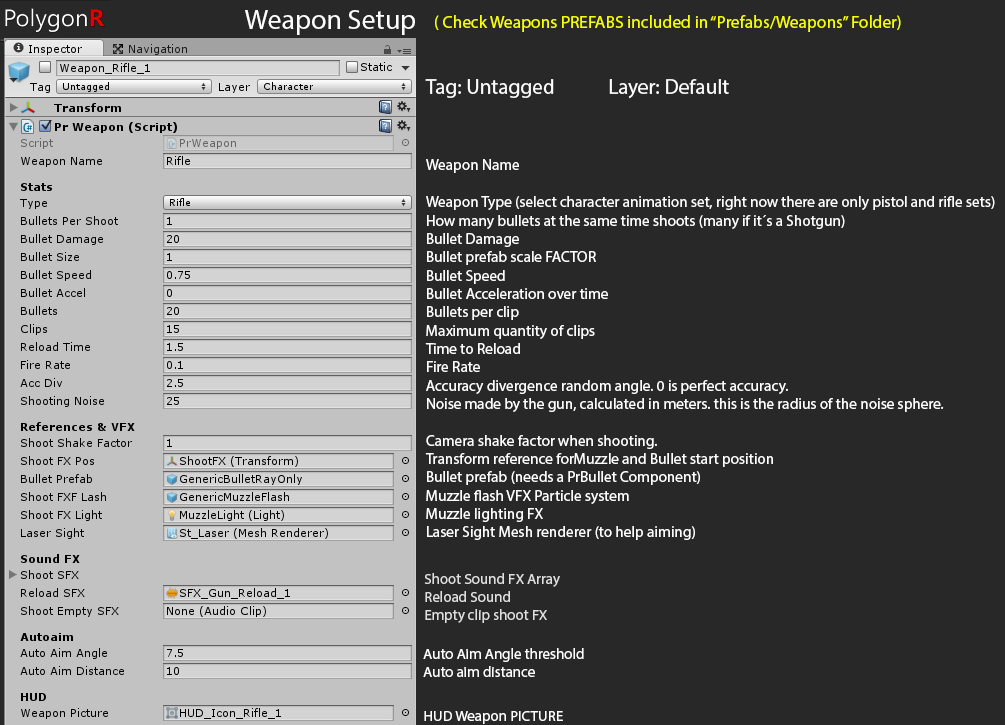 PolygonR Weapon Setup ( Check Weapons PREFABS included in “Prefabs/Weapons” Folder)
Inspector Navigation
Weapon_Rifle_1 Static
Tag Untagged Layer Character Tag: Untagged Layer: Default
Transform
Pr Weapon (Script)
Script PrWeapon
Weapon Name Rifle Weapon Name
Stats
Type Rifle Weapon Type (select character animation set, right now there are only pistol and rifle sets)
Bullets Per Shoot 1 How many bullets at the same time shoots (many if it´s a Shotgun)
Bullet Damage 20 Bullet Damage
Bullet Size 1 Bullet prefab scale FACTOR
Bullet Speed 0.75 Bullet Speed
Bullet Accel 0 Bullet Acceleration over time
Bullets 20 Bullets per clip
Clips 15 Maximum quantity of clips
Reload Time 1.5 Time to Reload
Fire Rate 0.1 Fire Rate
Acc Div 2.5 Accuracy divergence random angle. 0 is perfect accuracy.
Shooting Noise 25 Noise made by the gun, calculated in meters. this is the radius of the noise sphere.
References & VFX
Shoot Shake Factor 1 Camera shake factor when shooting.
Shoot FX Pos ShootFX (Transform) Transform reference forMuzzle and Bullet start position
Bullet Prefab GenericBulletRayOnly Bullet prefab (needs a PrBullet Component)
Shoot FXF Lash GenericMuzzleFlash Muzzle flash VFX Particle system
Shoot FX Light MuzzleLight (Light) Muzzle lighting FX
Laser Sight St_Laser (Mesh Renderer) Laser Sight Mesh renderer (to help aiming)
Sound FX
Shoot SFX Shoot Sound FX Array
Reload SFX SFX_Gun_Reload_1 Reload Sound
Shoot Empty SFX None (Audio Clip) Empty clip shoot FX
Autoaim
Auto Aim Angle 7.5 Auto Aim Angle threshold
Auto Aim Distance 10 Auto aim distance
HUD
Weapon Picture HUD_Icon_Rifle_1 HUD Weapon PICTURE